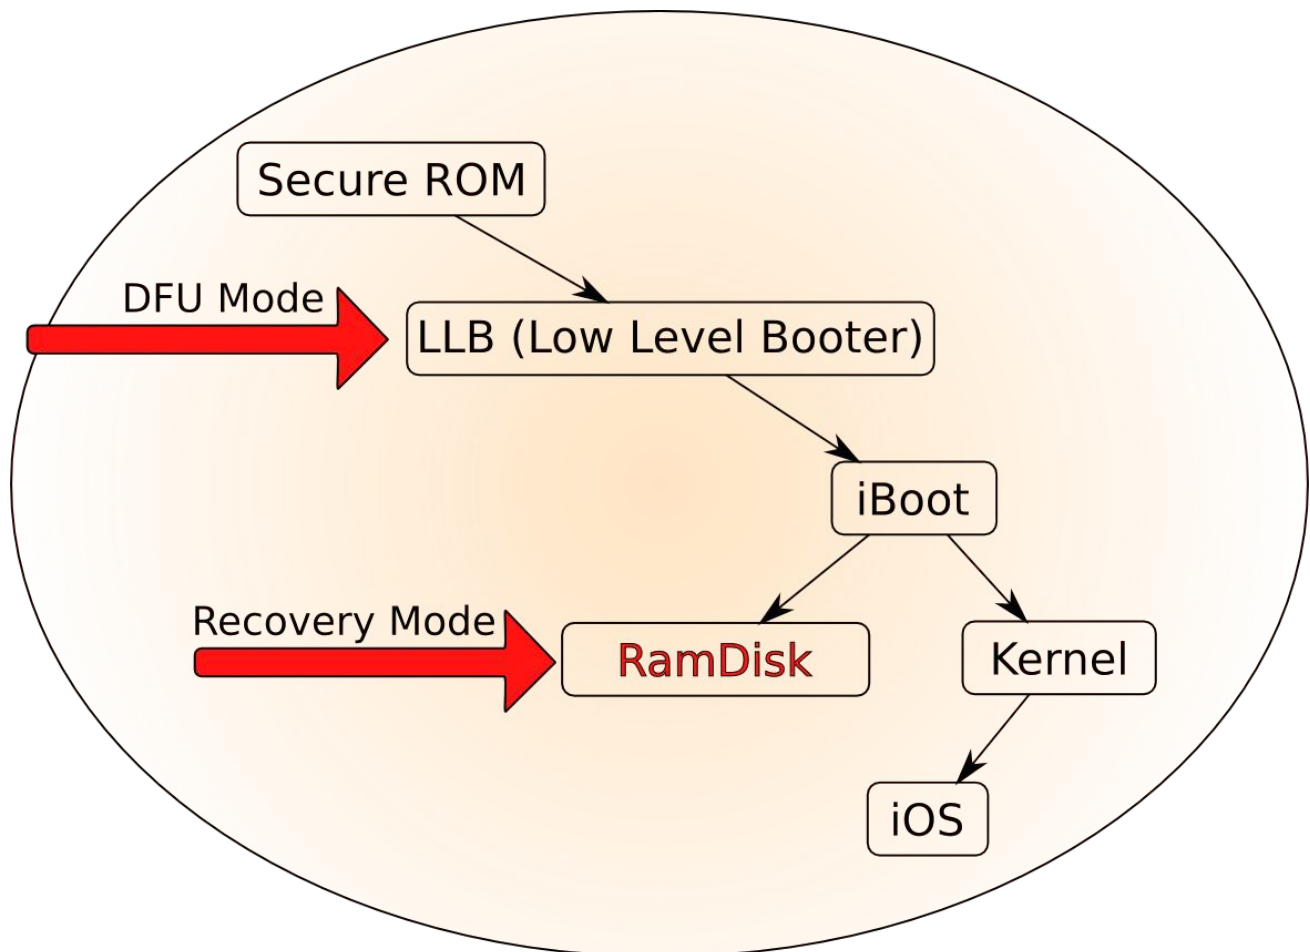 Secure ROM
DFU Mode
LLB (Low Level Booter)
iBoot
Recovery Mode
RamDisk
Kernel
iOS